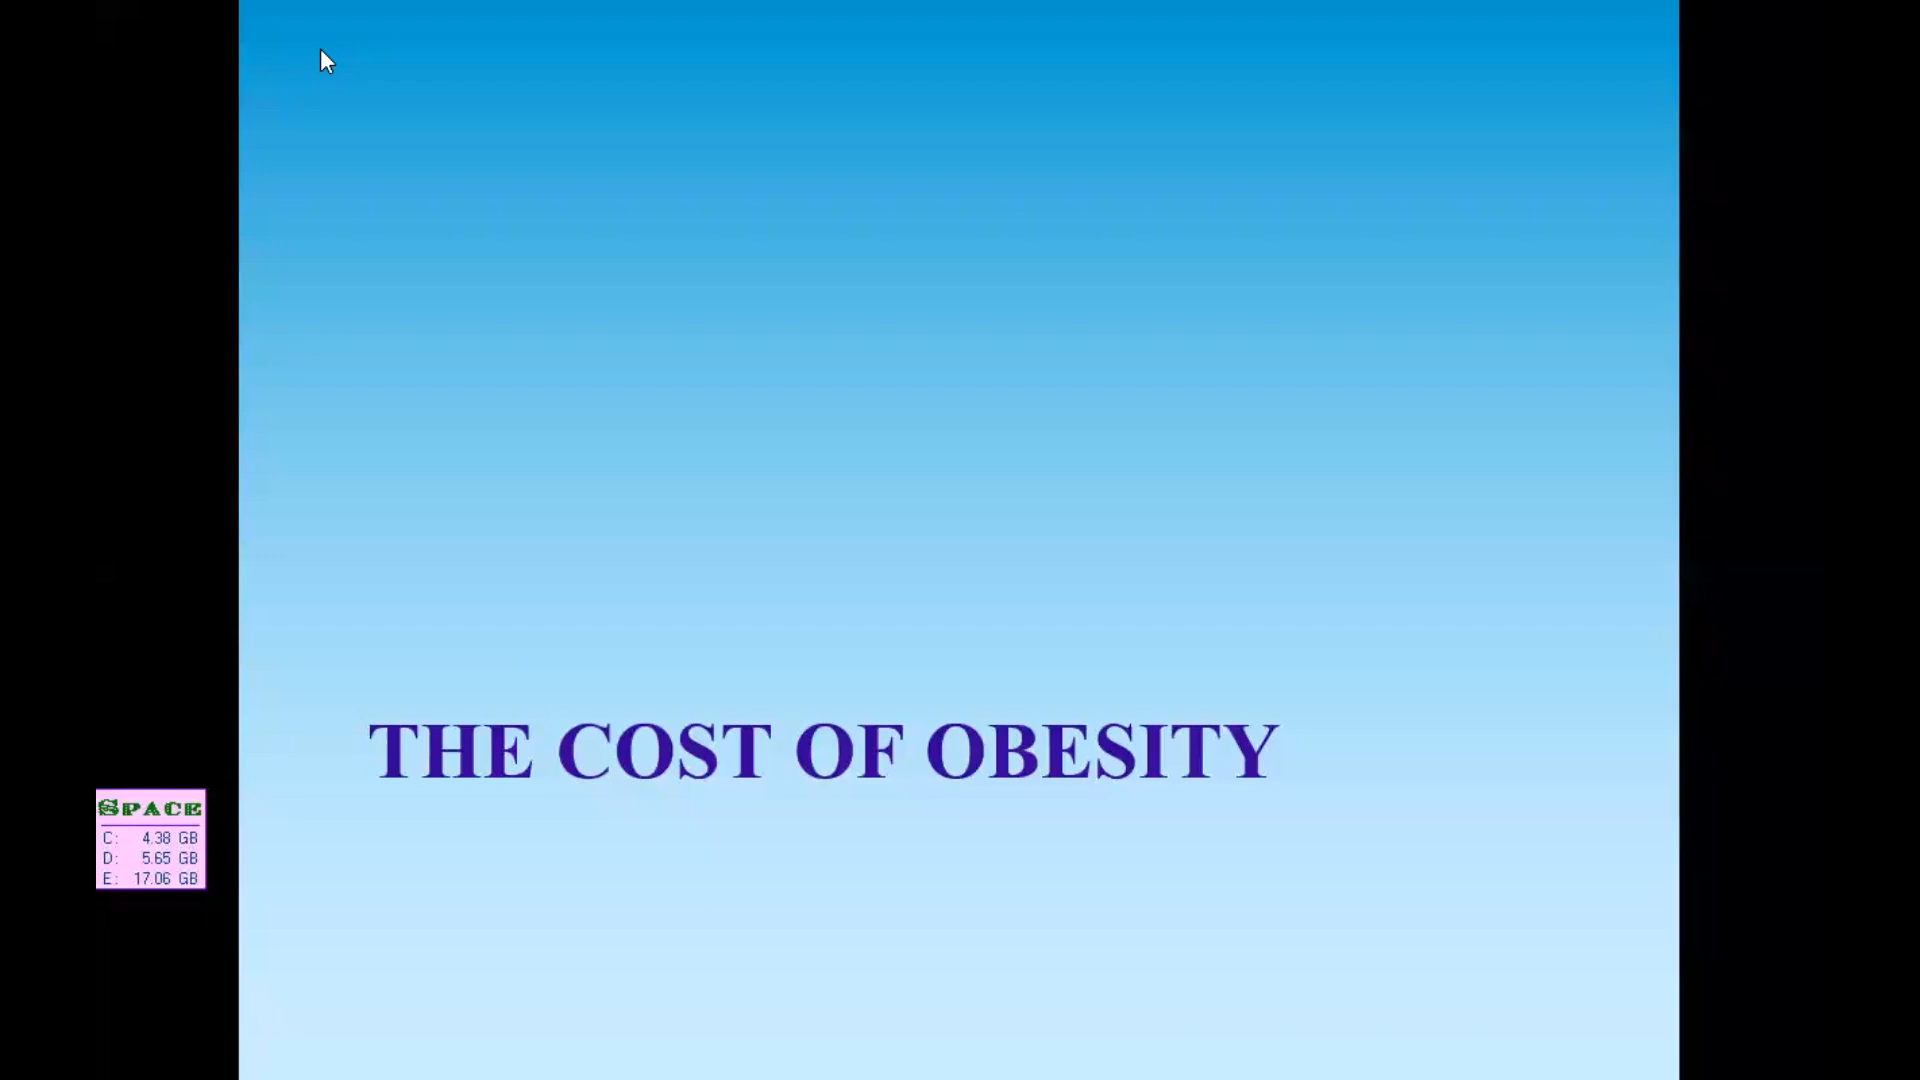 THE COST OF OBESITY
SPACE
C: 4.38 GB
D: 5.65 GB
E: 17.06 GB